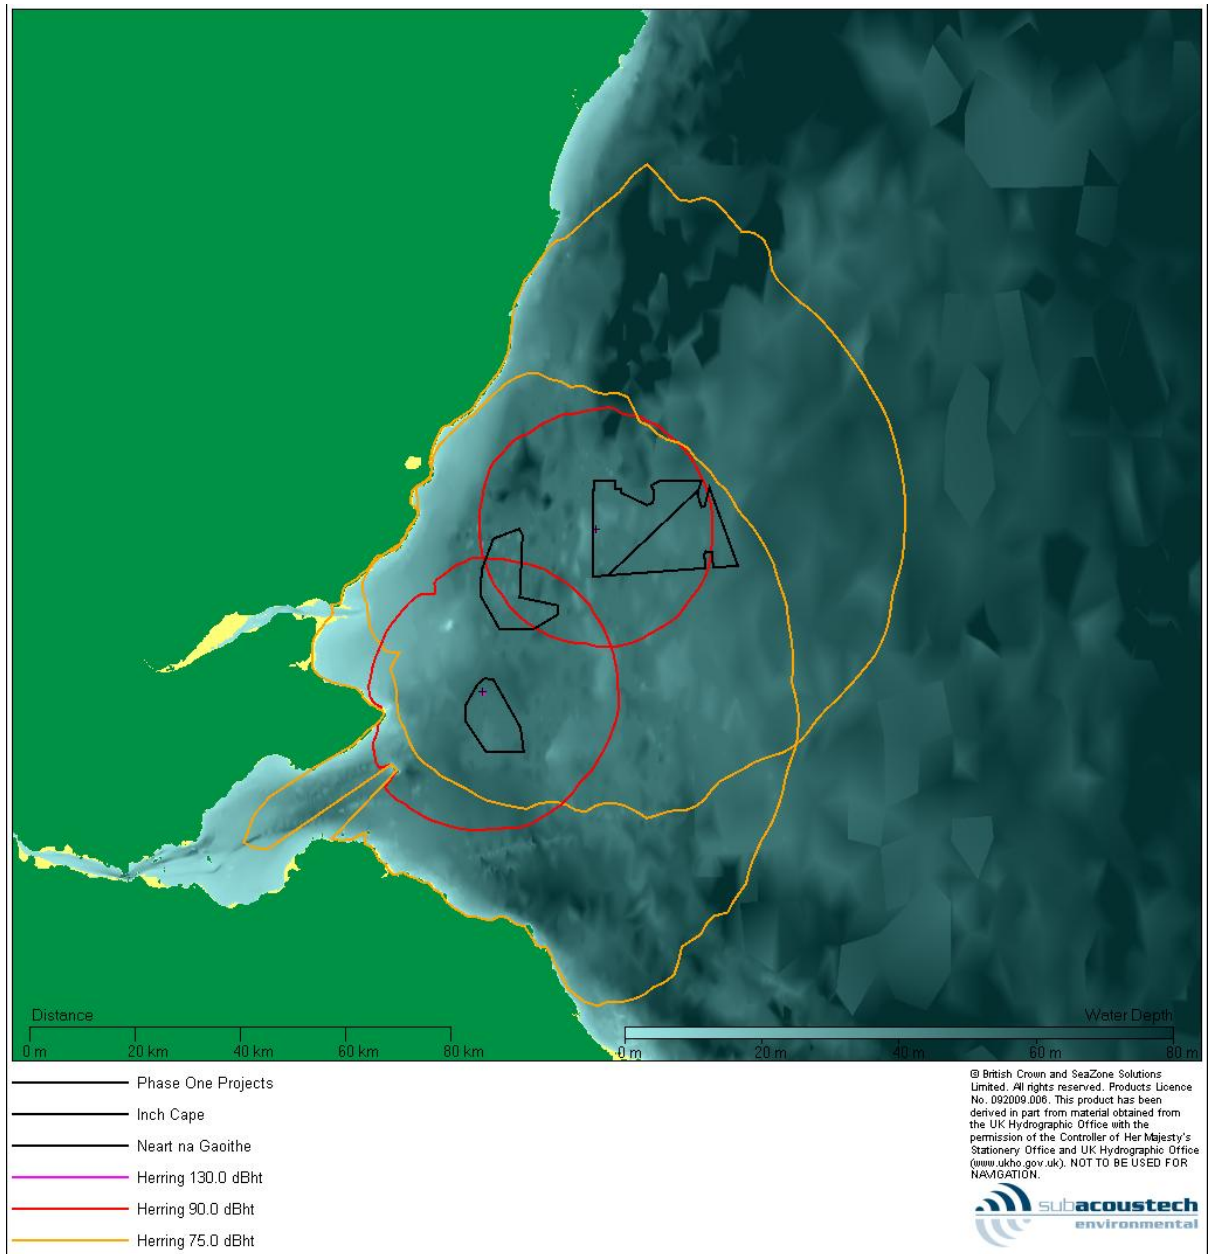 Distance
0 m 20 km 40 km 60 km 80 km
Water Depth
0 m 20 m 40 m 60 m 80 m
Phase One Projects
Inch Cape
Neart na Gaoithe
Herring 130.0 dBht
Herring 90.0 dBht
Herring 75.0 dBht
© British Crown and SeaZone Solutions
Limited. All rights reserved. Products Licence
No. 092009.006. This product has been
derived in part from material obtained from
the UK Hydrographic Office with the
permission of the Controller of Her Majesty's
Stationery Office and UK Hydrographic Office
(www.ukho.gov.uk). NOT TO BE USED FOR
NAVIGATION.
subacoustech
environmental